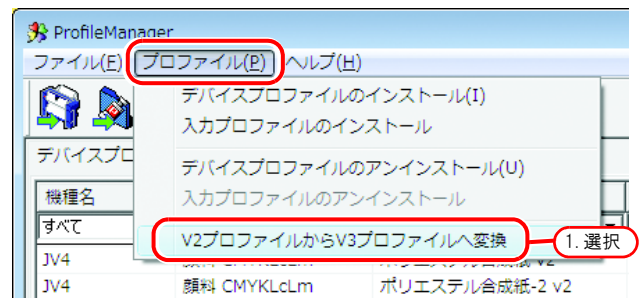 ProfileManager
ファイル(F) プロファイル(P) ヘルプ(H)
デバイスプロファイルのインストール(I)
入力プロファイルのインストール
デバイスプロ
デバイスプロファイルのアンインストール(U)
機種名
入力プロファイルのアンインストール
すべて
V2プロファイルからV3プロファイルへ変換
1. 選択
JV4
JV4 顔料 CMYKLcLm ポリエステル合成紙-2 v2